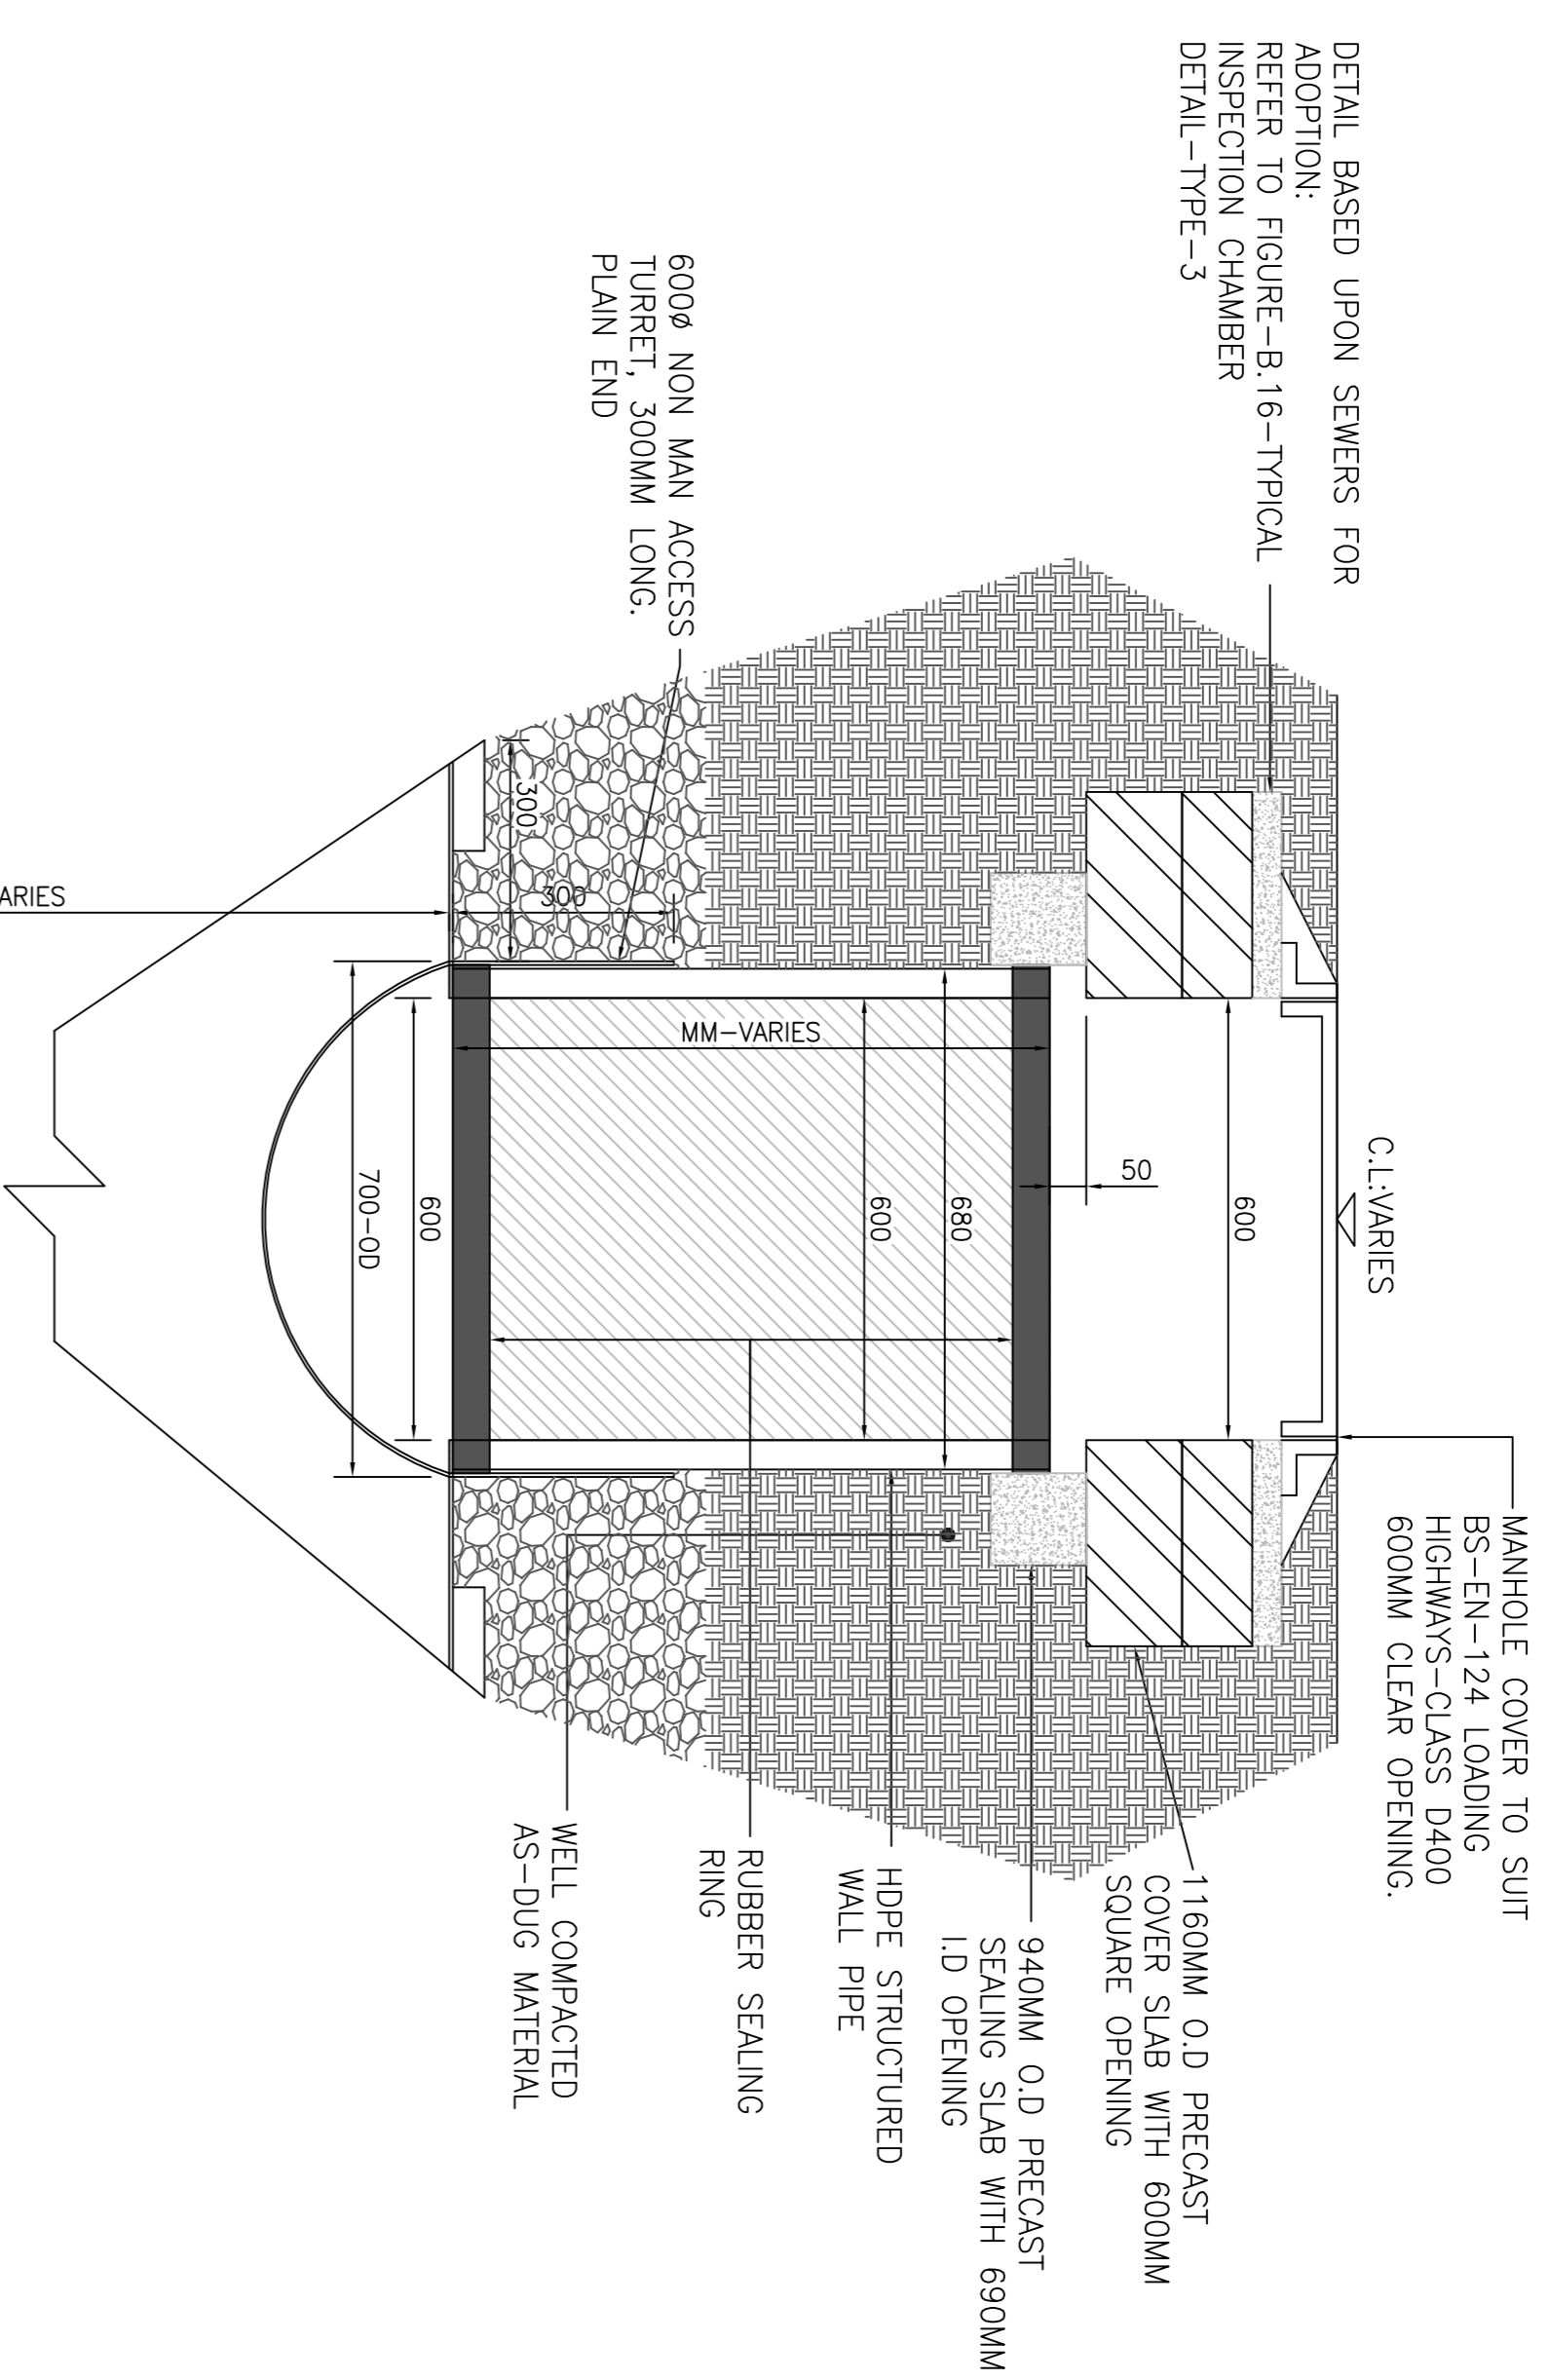 DETAIL BASED UPON SEWERS FOR
ADOPTION:
REFER TO FIGURE-B.16-TYPICAL
INSPECTION CHAMBER
DETAIL-TYPE-3
C.L:VARIES
MANHOLE COVER TO SUIT
BS-EN-124 LOADING
HIGHWAYS-CLASS D400
600MM CLEAR OPENING.
600
50
1160MM O.D PRECAST
COVER SLAB WITH 600MM
SQUARE OPENING
940MM O.D PRECAST
SEALING SLAB WITH 690MM
I.D OPENING
680
600
HDPE STRUCTURED
WALL PIPE
MM-VARIES
RUBBER SEALING
RING
600Ø NON MAN ACCESS
TURRET, 300MM LONG.
PLAIN END
300
300
WELL COMPACTED
AS-DUG MATERIAL
600
700-OD
ARIES